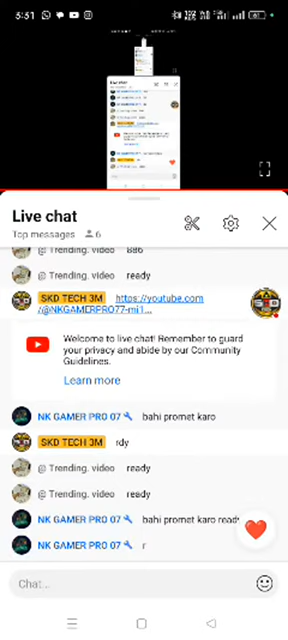 5:51
Live chat
Top messages 6
@ Trending. video 886
@ Trending. video ready
SKD TECH 3M https://youtube.com
/@NKGAMERPRO77-mi1...
Welcome to live chat! Remember to guard
your privacy and abide by our Community
Guidelines.
Learn more
NK GAMER PRO 07 bahi promet karo
SKD TECH 3M rdy
@ Trending. video ready
@ Trending. video ready
NK GAMER PRO 07 bahi promet karo ready
NK GAMER PRO 07 r
Chat...